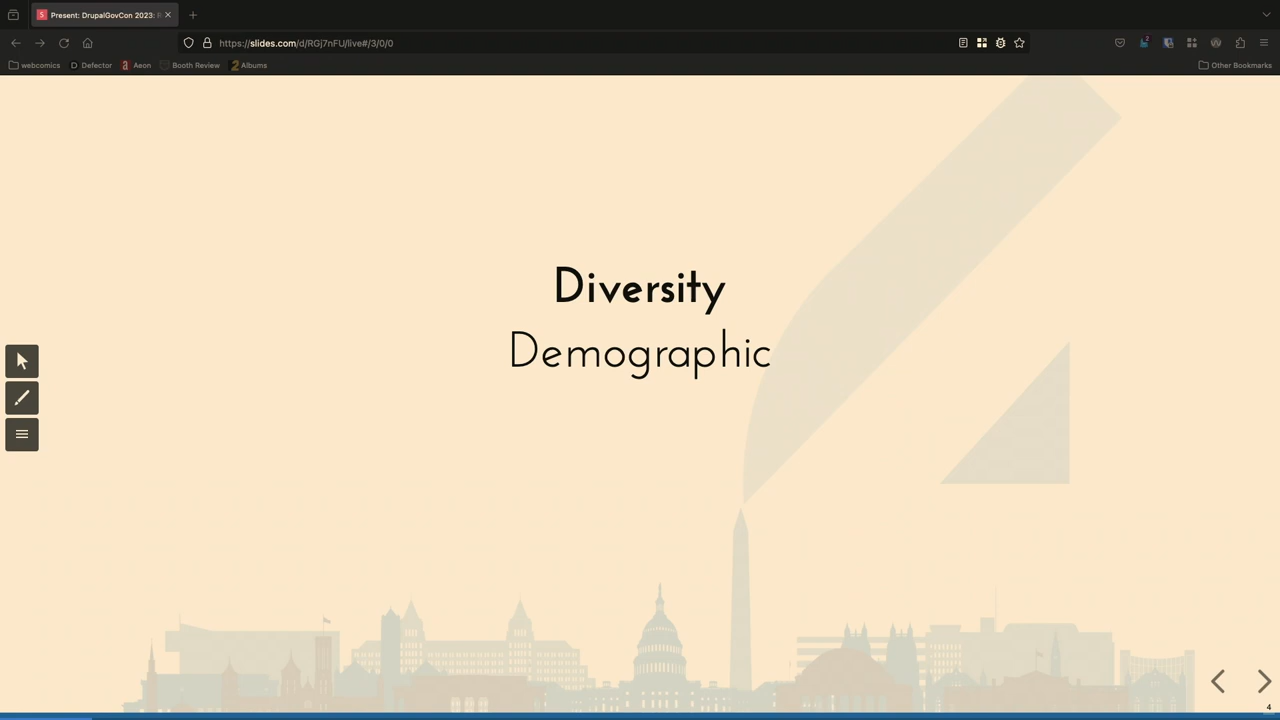 Present: DrupalGovCon 2023:
https://slides.com/d/RGj7nFU/live#/3/0/0
webcomics
Defector
Aeon
Booth Review
Albums
Other Bookmarks
Diversity
Demographic
4